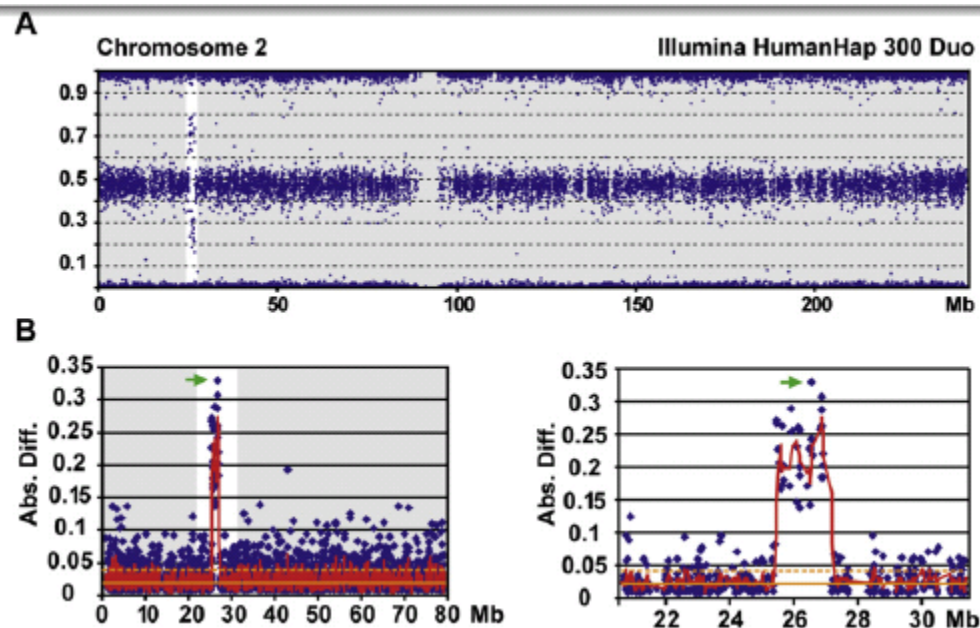 A
Chromosome 2 Illumina HumanHap 300 Duo
0.9
0.7
0.5
0.3
0.1
0 50 100 150 200 Mb
B
0.35
0.3
0.25
0.2
0.15
0.1
0.05
0
Abs. Diff.
0 10 20 30 40 50 60 70 80 Mb
0.35
0.3
0.25
0.2
0.15
0.1
0.05
0
Abs. Diff.
22 24 26 28 30 Mb